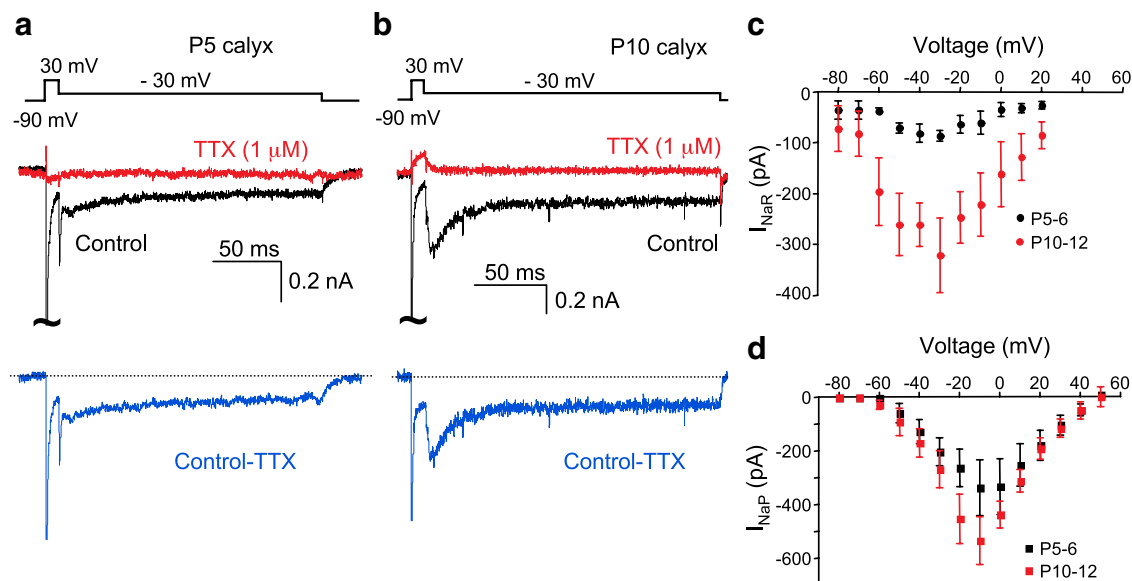 a
P5 calyx
30 mV
- 30 mV
-90 mV
TTX (1 μM)
Control
50 ms
0.2 nA
Control-TTX
b
P10 calyx
30 mV
- 30 mV
-90 mV
TTX (1 μM)
Control
50 ms
0.2 nA
Control-TTX
c
Voltage (mV)
-80 -60 -40 -20 0 20 40 60
0
-100
-200
-300
-400
INaR (pA)
P5-6
P10-12
d
Voltage (mV)
-80 -60 -40 -20 0 20 40 60
0
-200
-400
-600
INaP (pA)
P5-6
P10-12